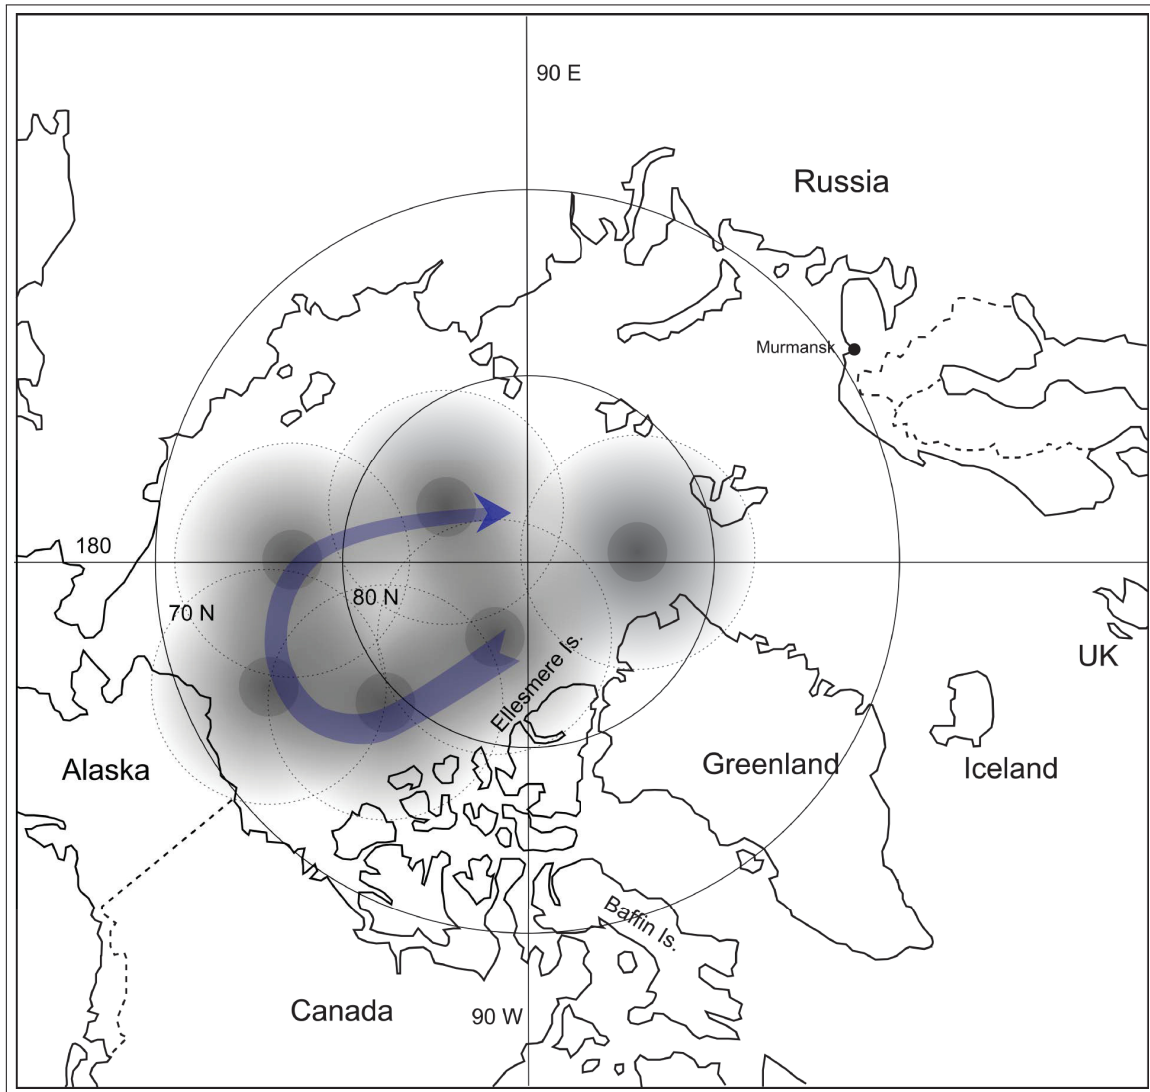 90 E
Russia
Murmansk
180
80 N
70 N
Ellesmere Is.
UK
Alaska
Greenland
Iceland
Baffin Is.
Canada
90 W